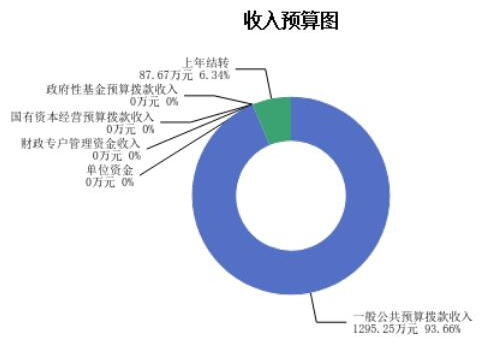 收入预算图
上年结转
87.67万元 6.34%
政府性基金预算拨款收入
0万元 0%
国有资本经营预算拨款收入
0万元 0%
财政专户管理资金收入
0万元 0%
单位资金
0万元 0%
一般公共预算拨款收入
1295.25万元 93.66%